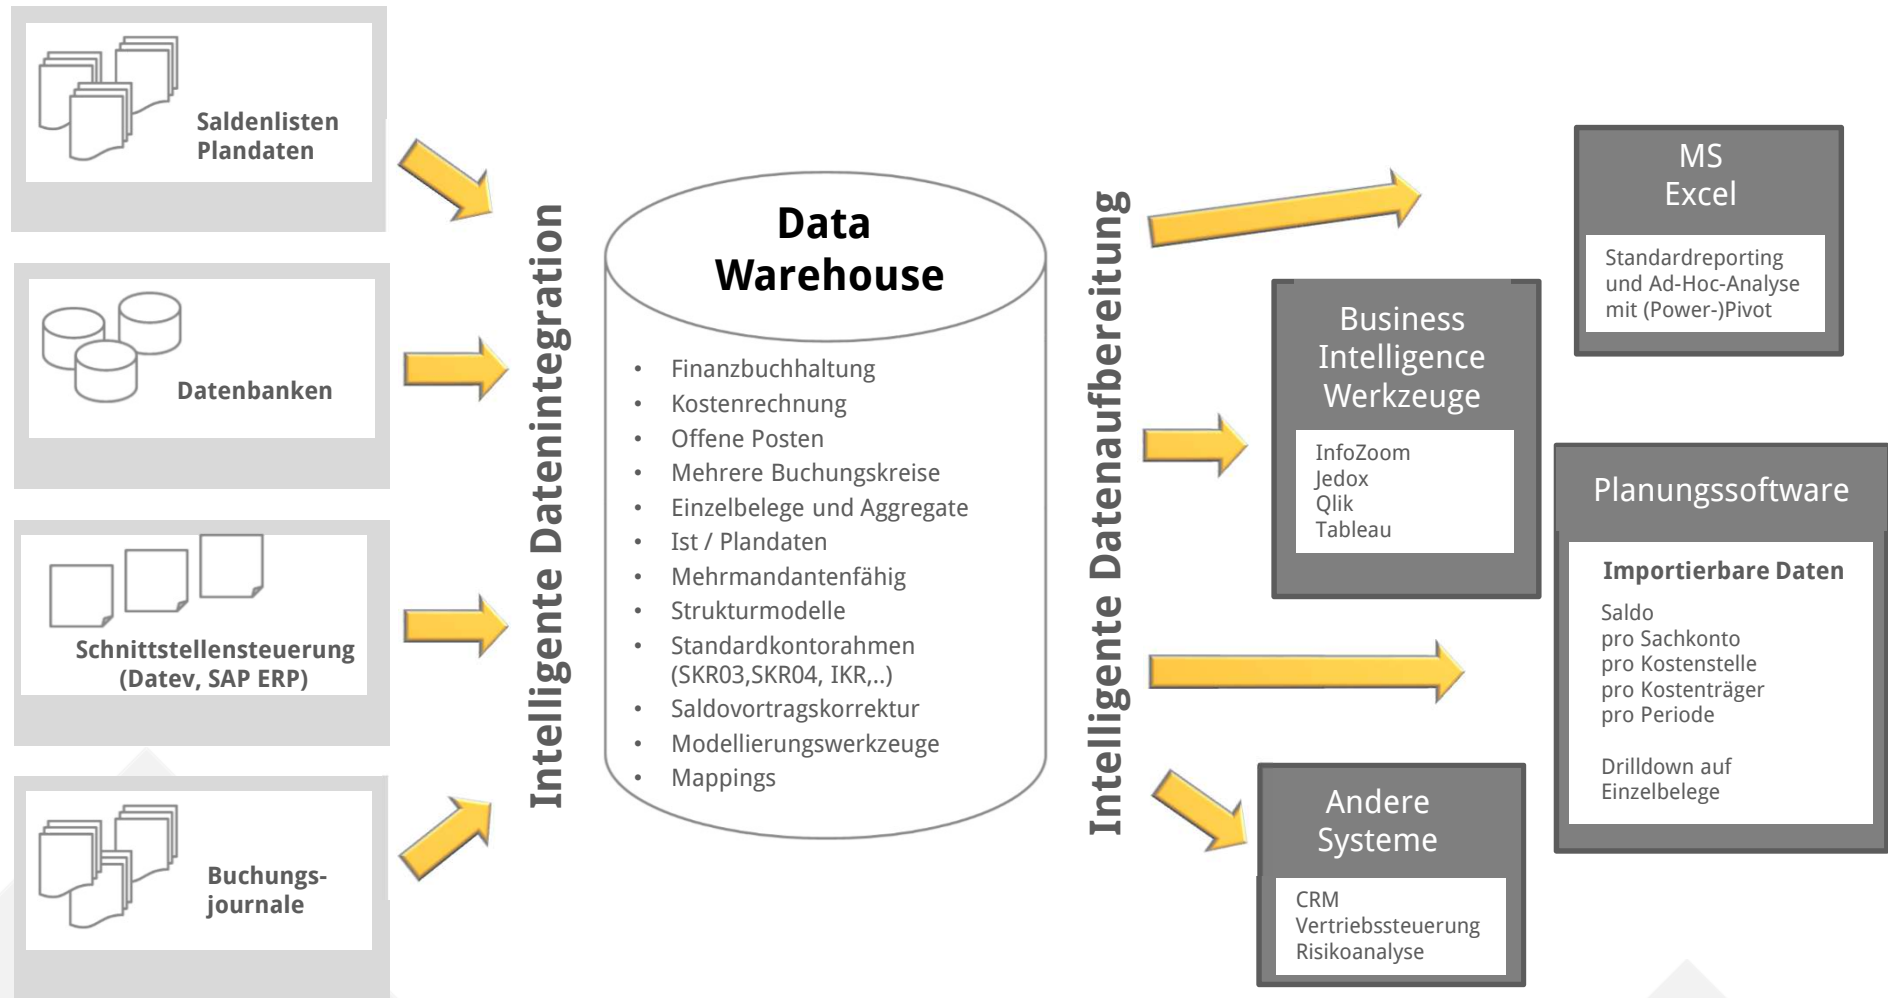 Saldenlisten
Plandaten
Datenbanken
Schnittstellensteuerung
(Datev, SAP ERP)
Buchungs-
journale
Intelligente Datenintegration
Data
Warehouse
• Finanzbuchhaltung
• Kostenrechnung
• Offene Posten
• Mehrere Buchungskreise
• Einzelbelege und Aggregate
• Ist / Plandaten
• Mehrmandantenfähig
• Strukturmodelle
• Standardkontorahmen
(SKR03,SKR04, IKR,..)
• Saldovortragskorrektur
• Modellierungswerkzeuge
• Mappings
Intelligente Datenaufbereitung
MS
Excel
Standardreporting
und Ad-Hoc-Analyse
mit (Power-)Pivot
Business
Intelligence
Werkzeuge
InfoZoom
Jedox
Qlik
Tableau
Planungssoftware
Importierbare Daten
Saldo
pro Sachkonto
pro Kostenstelle
pro Kostenträger
pro Periode
Drilldown auf
Einzelbelege
Andere
Systeme
CRM
Vertriebssteuerung
Risikoanalyse